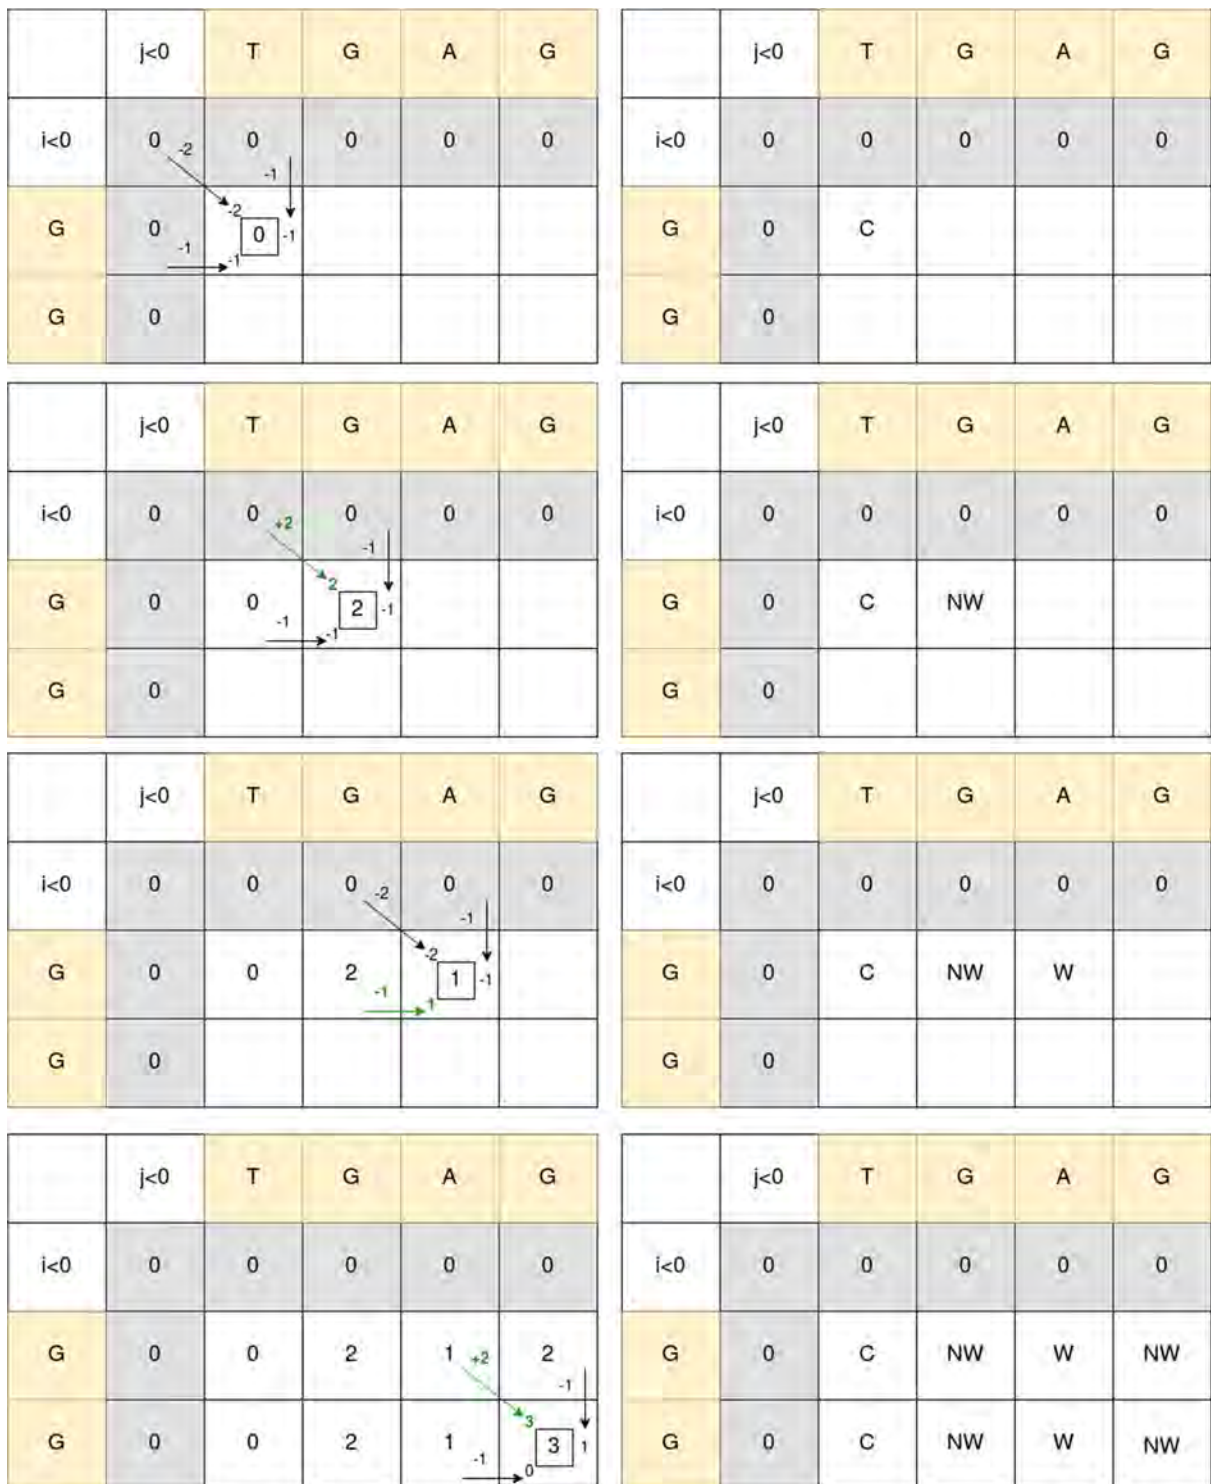 j<0 T G A G j<0 T G A G
i<0 0 0 0 0 0 i<0 0 0 0 0 0
-2 -1
G 0 -2 0 -1 G 0 C
-1 -1
G 0 G 0
j<0 T G A G j<0 T G A G
i<0 0 0 0 0 0 i<0 0 0 0 0 0
+2 -1
G 0 0 2 2 -1 G 0 C NW
-1 -1
G 0 G 0
j<0 T G A G j<0 T G A G
i<0 0 0 0 0 0 i<0 0 0 0 0 0
-2 -1
G 0 0 2 -2 1 -1 G 0 C NW W
-1 1
G 0 G 0
j<0 T G A G j<0 T G A G
i<0 0 0 0 0 0 i<0 0 0 0 0 0
G 0 0 2 1 +2 2 G 0 C NW W NW
-1
3
G 0 0 2 1 3 1 G 0 C NW W NW
-1 0